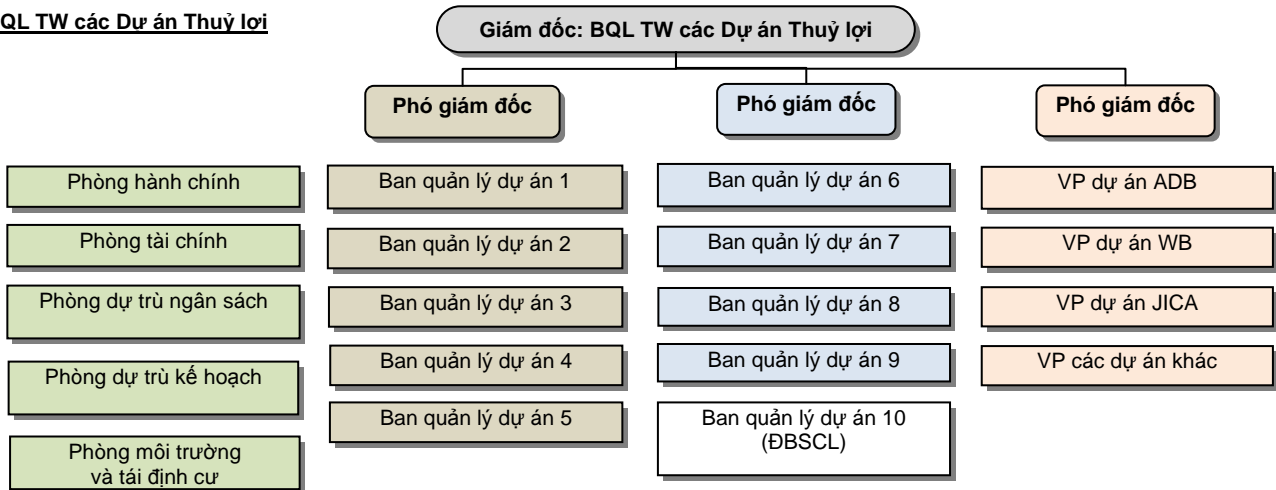 QL TW các Dự án Thuỷ lợi
Giám đốc: BQL TW các Dự án Thuỷ lợi
Phó giám đốc
Phó giám đốc
Phó giám đốc
Phòng hành chính
Phòng tài chính
Phòng dự trù ngân sách
Phòng dự trù kế hoạch
Phòng môi trường
và tái định cư
Ban quản lý dự án 1
Ban quản lý dự án 2
Ban quản lý dự án 3
Ban quản lý dự án 4
Ban quản lý dự án 5
Ban quản lý dự án 6
Ban quản lý dự án 7
Ban quản lý dự án 8
Ban quản lý dự án 9
Ban quản lý dự án 10
(ĐBSCL)
VP dự án ADB
VP dự án WB
VP dự án JICA
VP các dự án khác